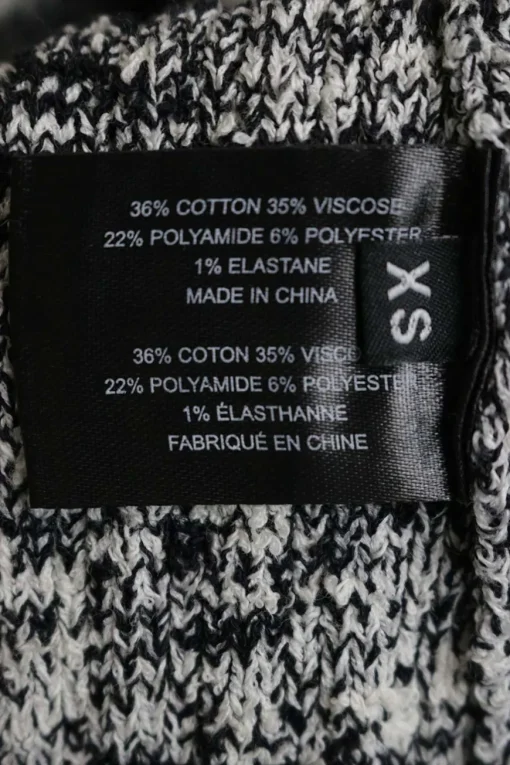 36% COTTON 35% VISCOSE
22% POLYAMIDE 6% POLYESTER
1% ELASTANE
MADE IN CHINA
XS
36% COTON 35%
22% POLYAMIDE 6% POLYESTER
1% ÉLASTHANNE
FABRIQUÉ EN CHINE